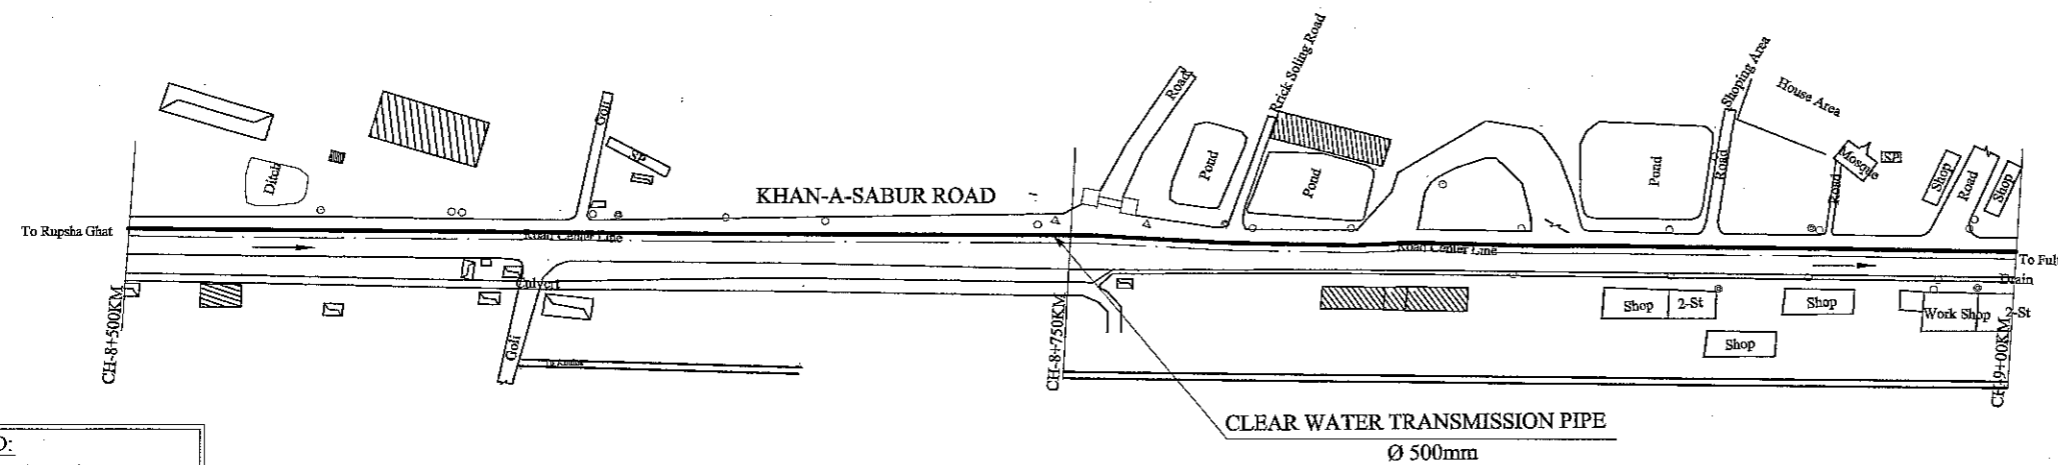 Rrick Soling Road
Shoping Area
House Area
Road
Goli
SP
Ditch
Pond
Pond
Pond
Road
Road
Mosque
SP
Shop
Road
Shop
KHAN-A-SABUR ROAD
To Rupsha Ghat
Road Center Line
Road Center Line
To Fult
Drain
Culvert
Shop
2-St
Shop
Work Shop
2-St
Shop
Goli
CH-8+500KM
CH-8+750KM
CH-9+00KM
CLEAR WATER TRANSMISSION PIPE
Ø 500mm